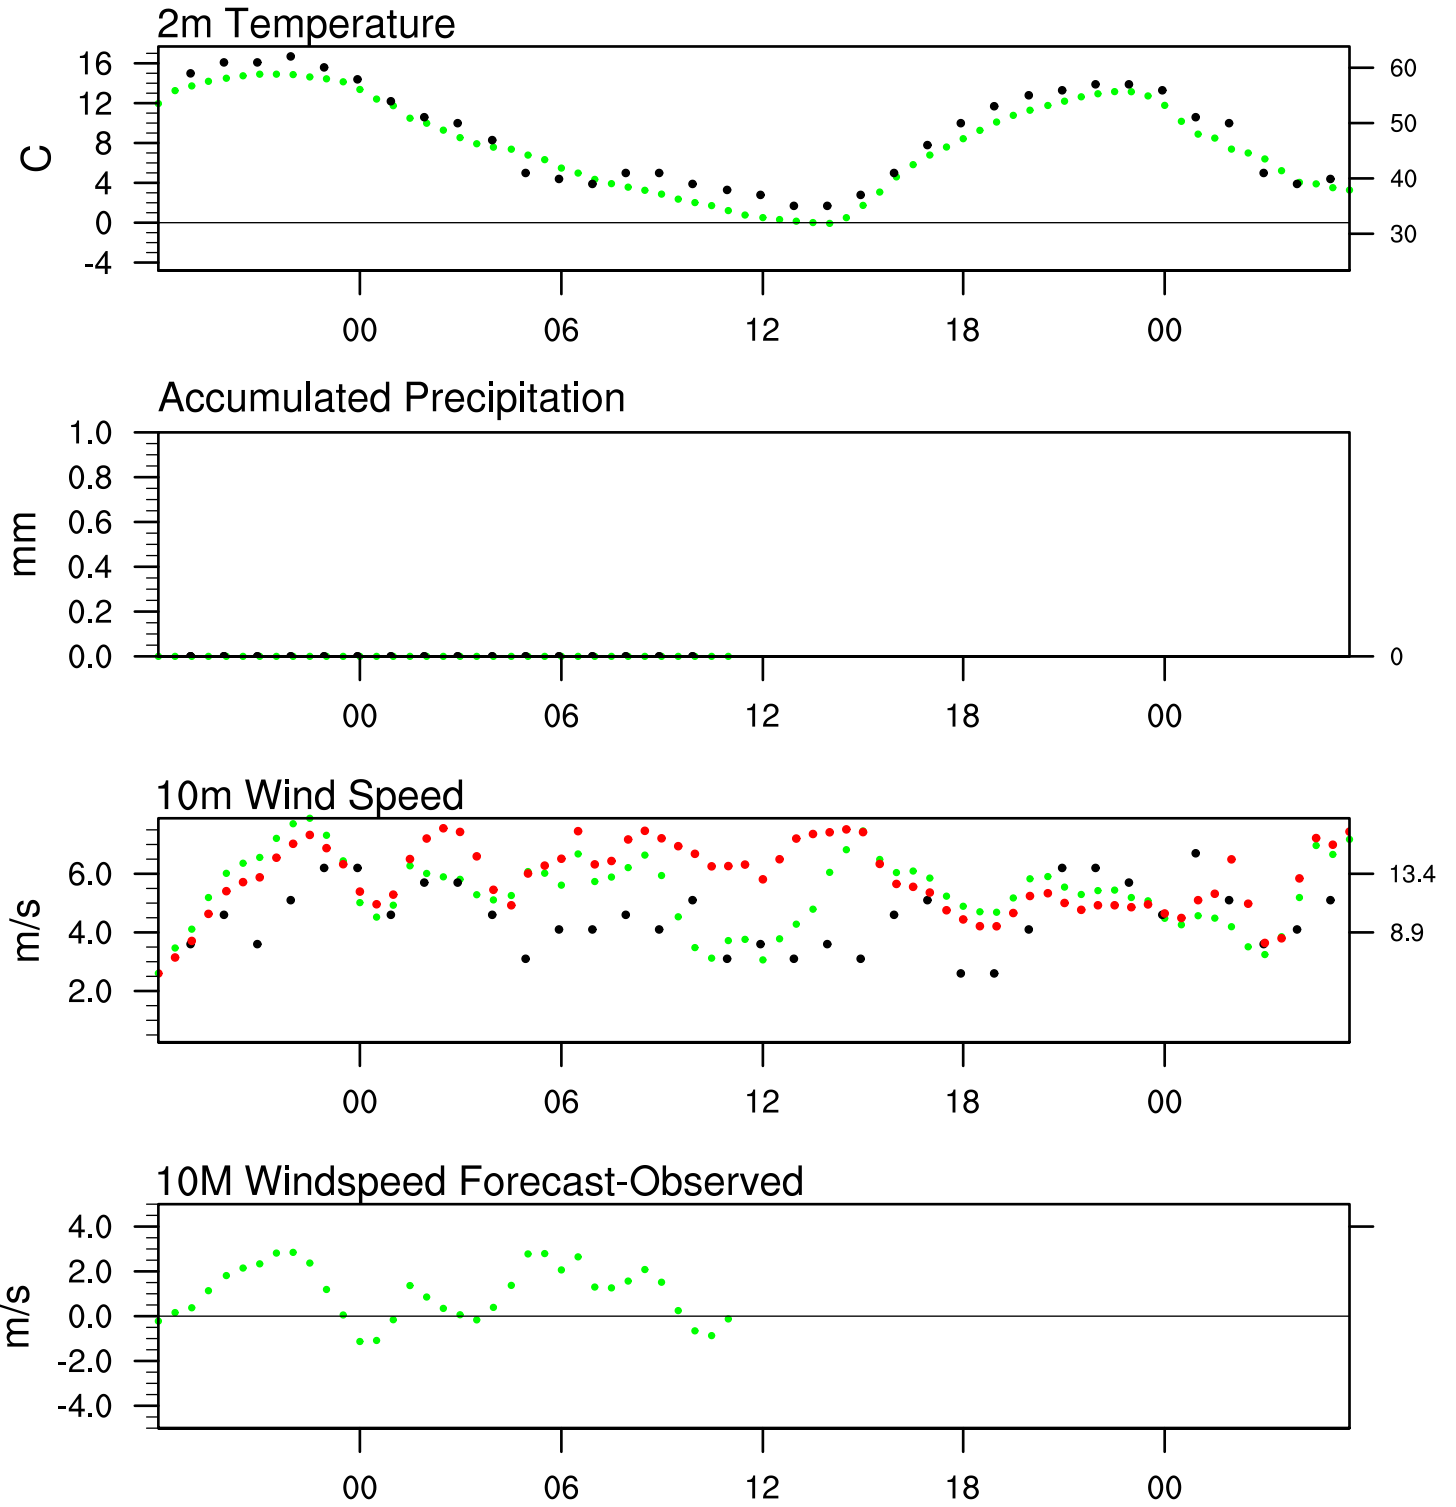 2m Temperature
16
12
8
4
0
-4
C
60
50
40
30
00 06 12 18 00
Accumulated Precipitation
1.0
0.8
0.6
0.4
0.2
0.0
mm
0
00 06 12 18 00
10m Wind Speed
6.0
4.0
2.0
m/s
13.4
8.9
00 06 12 18 00
10M Windspeed Forecast-Observed
4.0
2.0
0.0
-2.0
-4.0
m/s
00 06 12 18 00